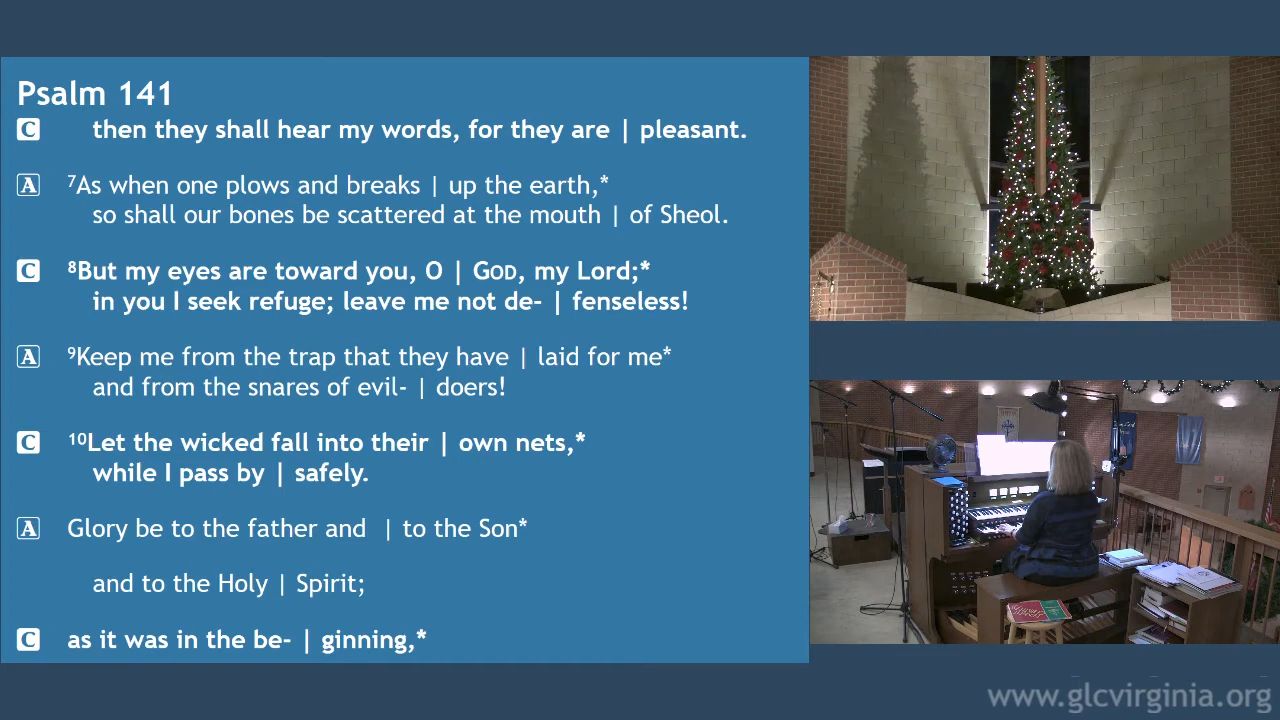 Psalm 141
C then they shall hear my words, for they are | pleasant.
A ⁷As when one plows and breaks | up the earth,*
so shall our bones be scattered at the mouth | of Sheol.
C ⁸But my eyes are toward you, O | GOD, my Lord;*
in you I seek refuge; leave me not de- | fenseless!
A ⁹Keep me from the trap that they have | laid for me*
and from the snares of evil- | doers!
C ¹⁰Let the wicked fall into their | own nets,*
while I pass by | safely.
A Glory be to the father and | to the Son*
and to the Holy | Spirit;
C as it was in the be- | ginning,*
www.glcvirginia.org